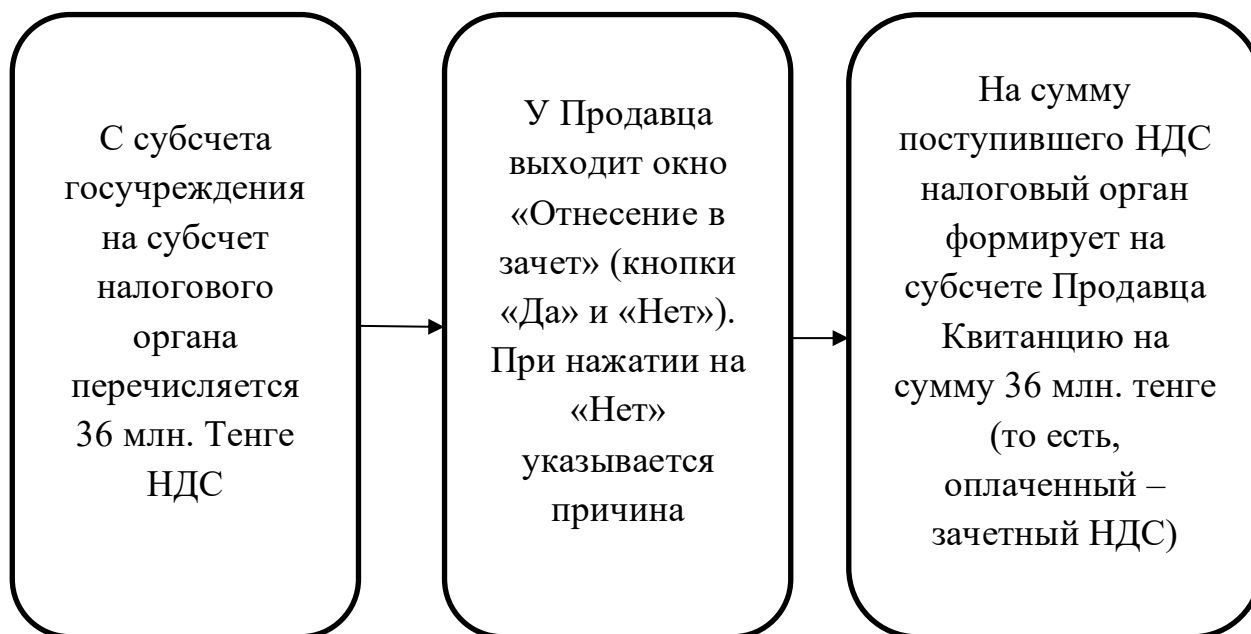 С субсчета
госучреждения
на субсчет
налогового
органа
перечисляется
36 млн. Тенге
НДС
У Продавца
выходит окно
«Отнесение в
зачет» (кнопки
«Да» и «Нет»).
При нажатии на
«Нет»
указывается
причина
На сумму
поступившего НДС
налоговый орган
формирует на
субсчете Продавца
Квитанцию на
сумму 36 млн. тенге
(то есть,
оплаченный –
зачетный НДС)